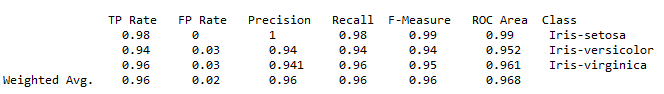 TP Rate FP Rate Precision Recall F-Measure ROC Area Class
0.98 0 1 0.98 0.99 0.99 Iris-setosa
0.94 0.03 0.94 0.94 0.94 0.952 Iris-versicolor
0.96 0.03 0.941 0.96 0.95 0.961 Iris-virginica
Weighted Avg. 0.96 0.02 0.96 0.96 0.96 0.968